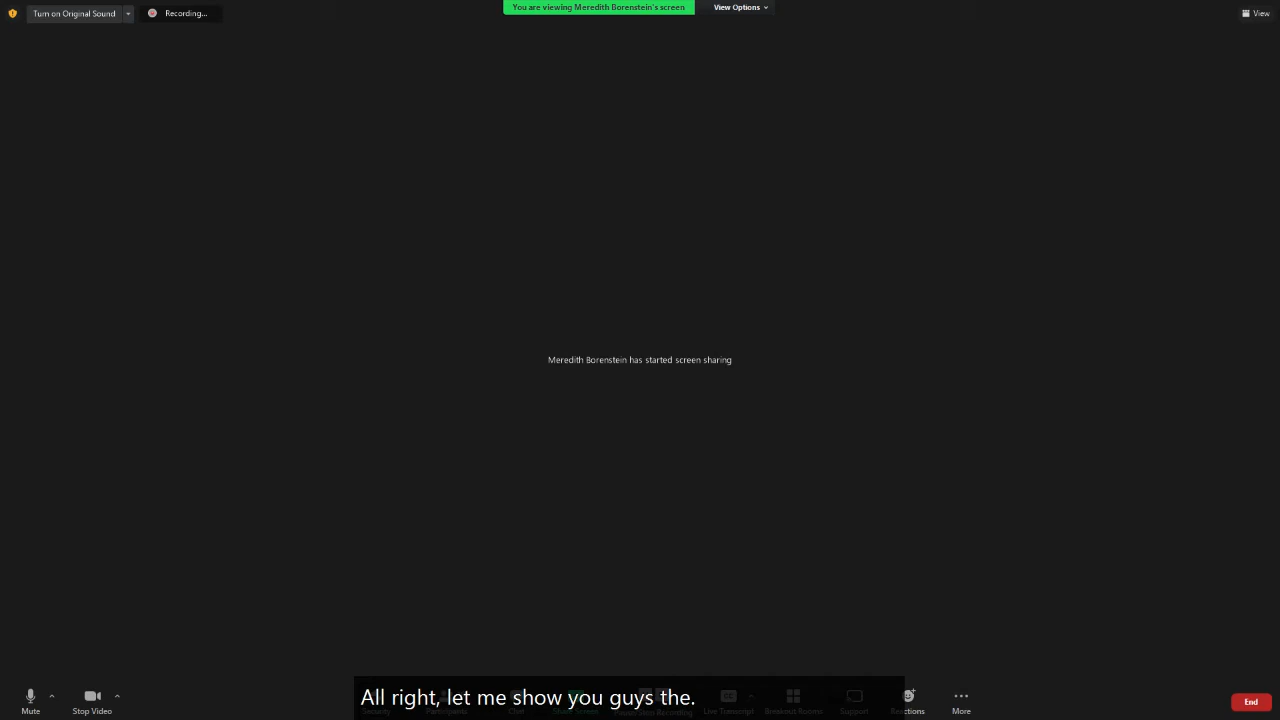 Turn on Original Sound
Recording...
You are viewing Meredith Borenstein's screen
View Options
View
Meredith Borenstein has started screen sharing
All right, let me show you guys the.
Mute
Stop Video
Participants
Live Transcript
Breakout Rooms
Support
Reactions
More
End